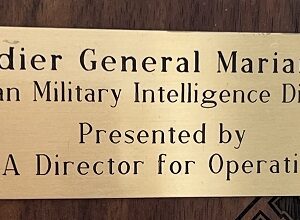 dier General Maria
an Military Intelligence Di
Presented by
A Director for Operati